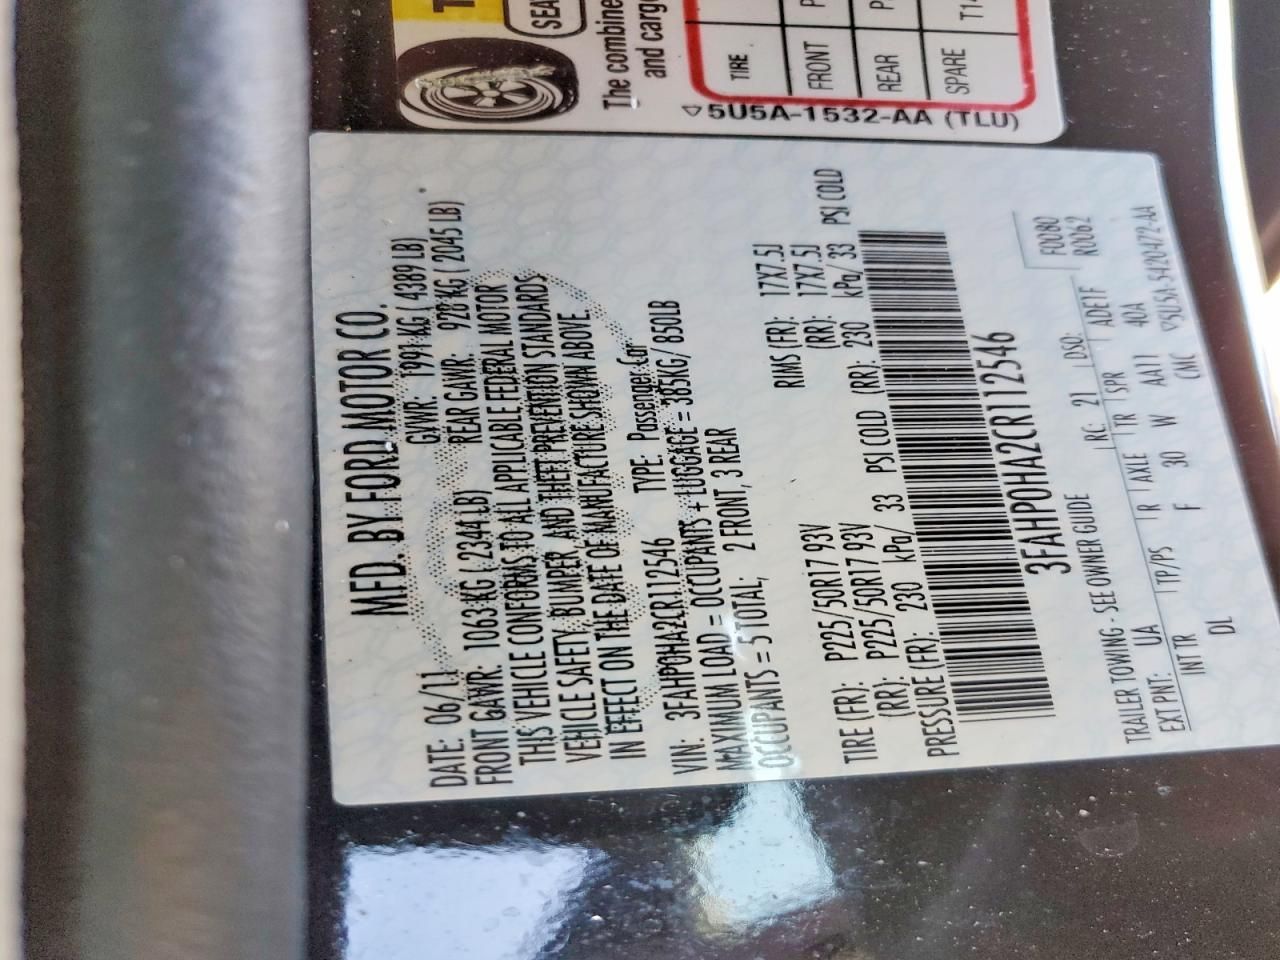 MFD. BY FORD MOTOR CO.
DATE: 06/11 GVWR: 1991 KG ( 4389 LB)
FRONT GAWR: 1063 KG ( 2344 LB) REAR GAWR: 928 KG ( 2045 LB)
THIS VEHICLE CONFORMS TO ALL APPLICABLE FEDERAL MOTOR
VEHICLE SAFETY, BUMPER, AND THEFT PREVENTION STANDARDS
IN EFFECT ON THE DATE OF MANUFACTURE SHOWN ABOVE.
VIN: 3FAHP0HA2CR112546 TYPE: Passenger Car
MAXIMUM LOAD = OCCUPANTS + LUGGAGE = 385KG/ 850LB
OCCUPANTS = 5 TOTAL; 2 FRONT, 3 REAR
TIRE (FR): P225/50R17 93V RIMS (FR): 17X7.5J
(RR): P225/50R17 93V (RR): 17X7.5J
PRESSURE (FR): 230 kPa/ 33 PSI COLD (RR): 230 kPa/ 33 PSI COLD
3FAHP0HA2CR112546
F0080
R0062
TRAILER TOWING - SEE OWNER GUIDE RC: 21 DSO:
EXT PNT: UA TP/PS R AXLE TR SPR ADE1F
INT TR F 30 W AA11 40A
DL CMC ▽5U5A-5420472-AA
SEA
The combine
and carg
TIRE
FRONT P
REAR P
SPARE T1
▽5U5A-1532-AA (TLU)